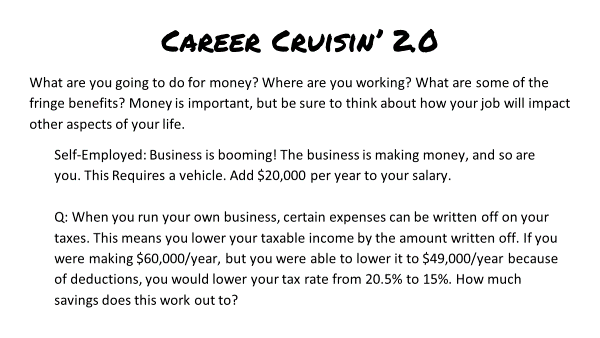 Career Cruisin' 2.0
What are you going to do for money? Where are you working? What are some of the
fringe benefits? Money is important, but be sure to think about how your job will impact
other aspects of your life.
Self-Employed: Business is booming! The business is making money, and so are
you. This Requires a vehicle. Add $20,000 per year to your salary.
Q: When you run your own business, certain expenses can be written off on your
taxes. This means you lower your taxable income by the amount written off. If you
were making $60,000/year, but you were able to lower it to $49,000/year because
of deductions, you would lower your tax rate from 20.5% to 15%. How much
savings does this work out to?